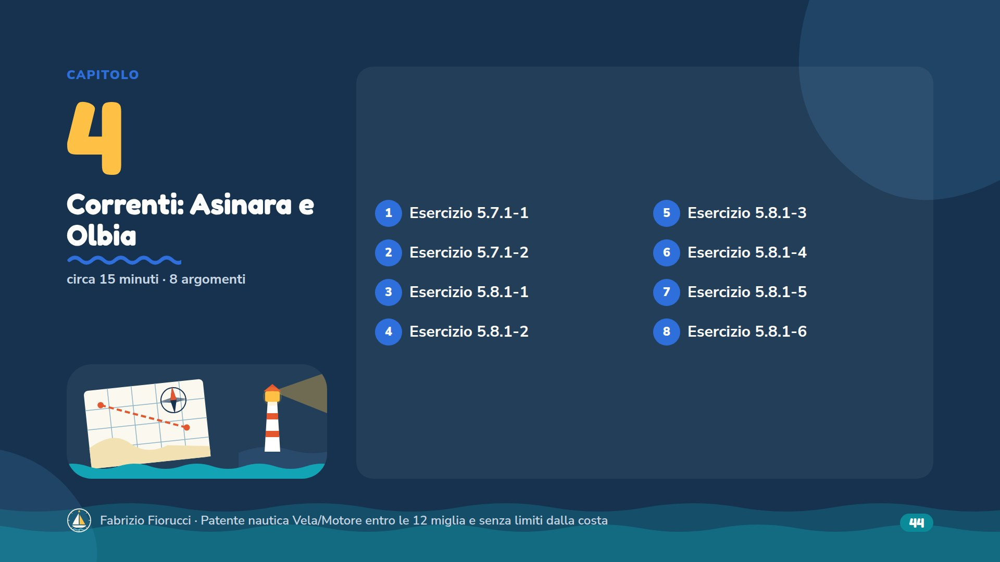 CAPITOLO
4
Correnti: Asinara e
Olbia
circa 15 minuti · 8 argomenti
1 Esercizio 5.7.1-1
2 Esercizio 5.7.1-2
3 Esercizio 5.8.1-1
4 Esercizio 5.8.1-2
5 Esercizio 5.8.1-3
6 Esercizio 5.8.1-4
7 Esercizio 5.8.1-5
8 Esercizio 5.8.1-6
Fabrizio Fiorucci · Patente nautica Vela/Motore entro le 12 miglia e senza limiti dalla costa
44